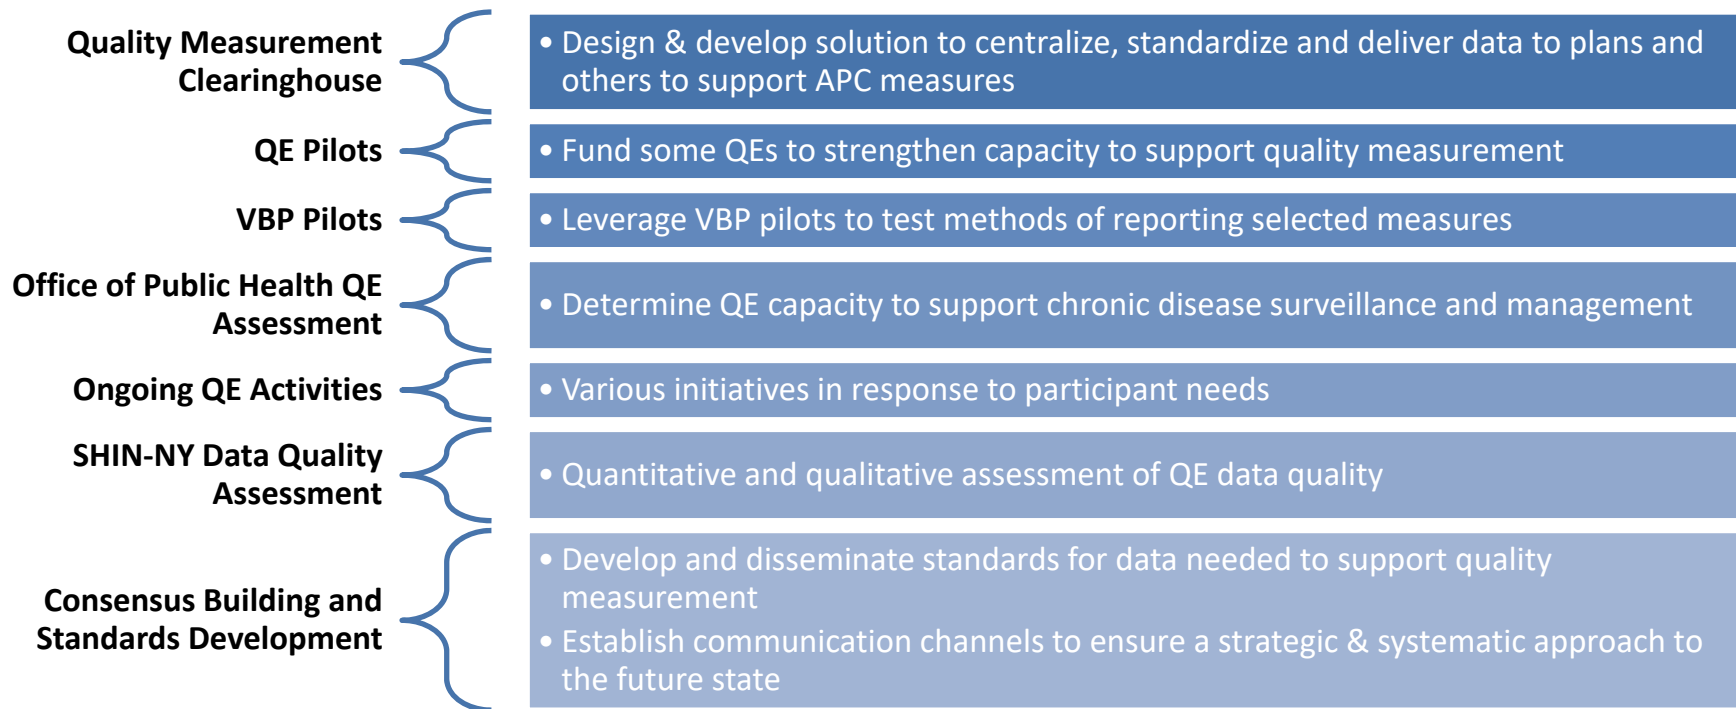 Quality Measurement
Clearinghouse
• Design & develop solution to centralize, standardize and deliver data to plans and
others to support APC measures
QE Pilots
• Fund some QEs to strengthen capacity to support quality measurement
VBP Pilots
• Leverage VBP pilots to test methods of reporting selected measures
Office of Public Health QE
Assessment
• Determine QE capacity to support chronic disease surveillance and management
Ongoing QE Activities
• Various initiatives in response to participant needs
SHIN-NY Data Quality
Assessment
• Quantitative and qualitative assessment of QE data quality
Consensus Building and
Standards Development
• Develop and disseminate standards for data needed to support quality
measurement
• Establish communication channels to ensure a strategic & systematic approach to
the future state